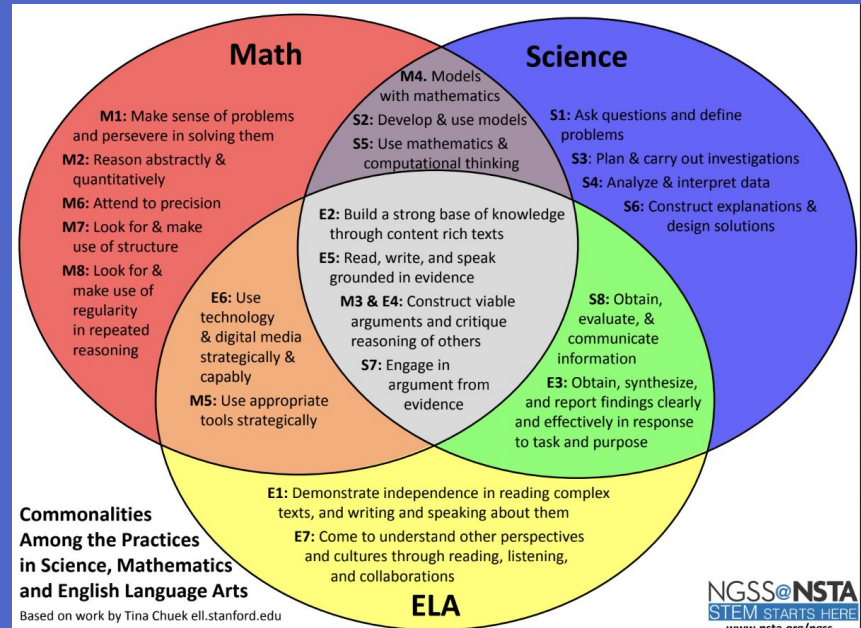 Math
Science
M1: Make sense of problems
and persevere in solving them
M2: Reason abstractly &
quantitatively
M6: Attend to precision
M7: Look for & make
use of structure
M8: Look for &
make use of
regularity
in repeated
reasoning
M4. Models
with mathematics
S2: Develop & use models
S5: Use mathematics &
computational thinking
S1: Ask questions and define
problems
S3: Plan & carry out investigations
S4: Analyze & interpret data
S6: Construct explanations &
design solutions
E2: Build a strong base of knowledge
through content rich texts
E5: Read, write, and speak
grounded in evidence
M3 & E4: Construct viable
arguments and critique
reasoning of others
S7: Engage in
argument from
evidence
E6: Use
technology
& digital media
strategically &
capably
M5: Use appropriate
tools strategically
S8: Obtain,
evaluate, &
communicate
information
E3: Obtain, synthesize,
and report findings clearly
and effectively in response
to task and purpose
E1: Demonstrate independence in reading complex
texts, and writing and speaking about them
E7: Come to understand other perspectives
and cultures through reading, listening,
and collaborations
ELA
Commonalities
Among the Practices
in Science, Mathematics
and English Language Arts
Based on work by Tina Chuek ell.stanford.edu
NGSS@NSTA
STEM STARTS HERE
www.nsta.org/ngss